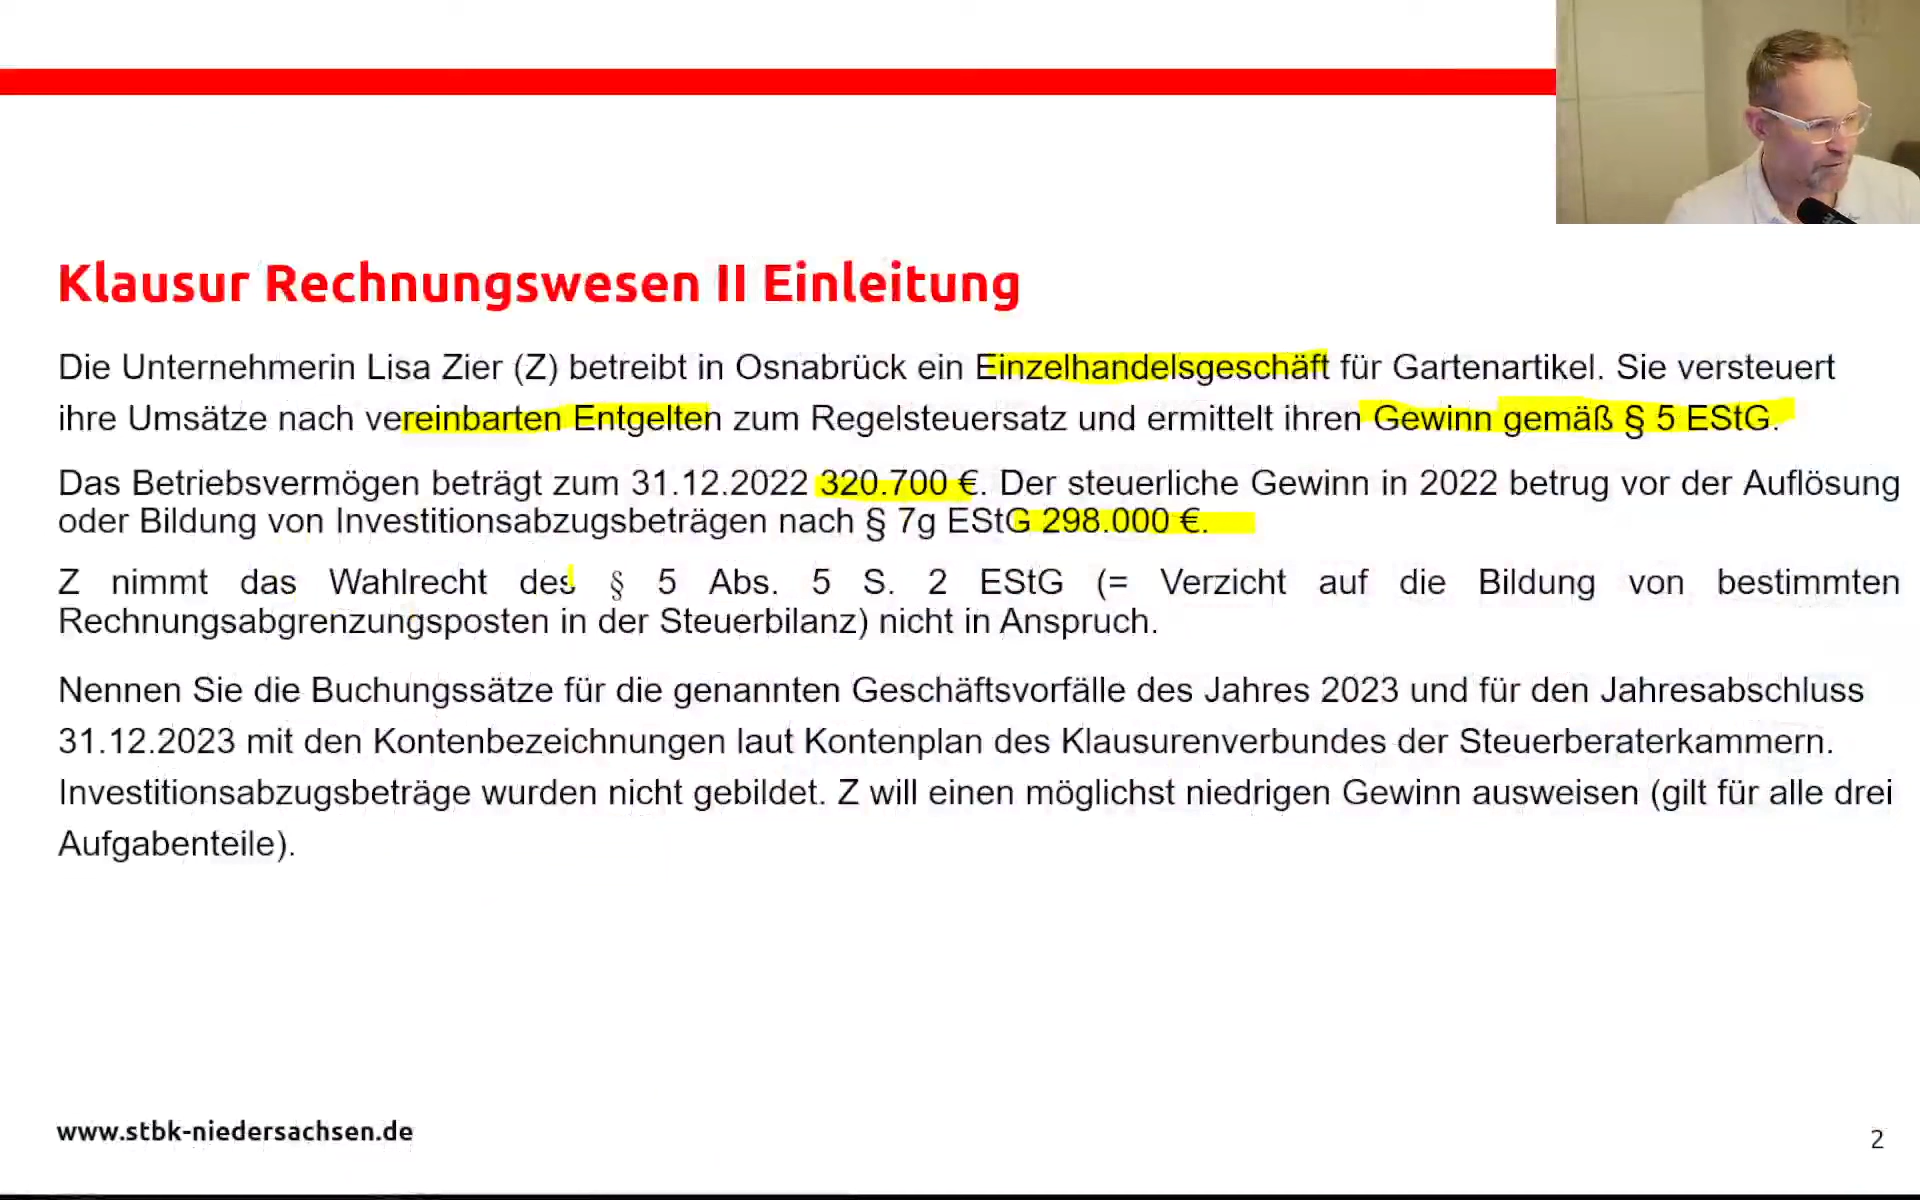 Klausur Rechnungswesen II Einleitung
Die Unternehmerin Lisa Zier (Z) betreibt in Osnabrück ein Einzelhandelsgeschäft für Gartenartikel. Sie versteuert
ihre Umsätze nach vereinbarten Entgelten zum Regelsteuersatz und ermittelt ihren Gewinn gemäß § 5 EStG.
Das Betriebsvermögen beträgt zum 31.12.2022 320.700 €. Der steuerliche Gewinn in 2022 betrug vor der Auflösung
oder Bildung von Investitionsabzugsbeträgen nach § 7g EStG 298.000 €.
Z nimmt das Wahlrecht des § 5 Abs. 5 S. 2 EStG (= Verzicht auf die Bildung von bestimmten
Rechnungsabgrenzungsposten in der Steuerbilanz) nicht in Anspruch.
Nennen Sie die Buchungssätze für die genannten Geschäftsvorfälle des Jahres 2023 und für den Jahresabschluss
31.12.2023 mit den Kontenbezeichnungen laut Kontenplan des Klausurenverbundes der Steuerberaterkammern.
Investitionsabzugsbeträge wurden nicht gebildet. Z will einen möglichst niedrigen Gewinn ausweisen (gilt für alle drei
Aufgabenteile).
www.stbk-niedersachsen.de
2